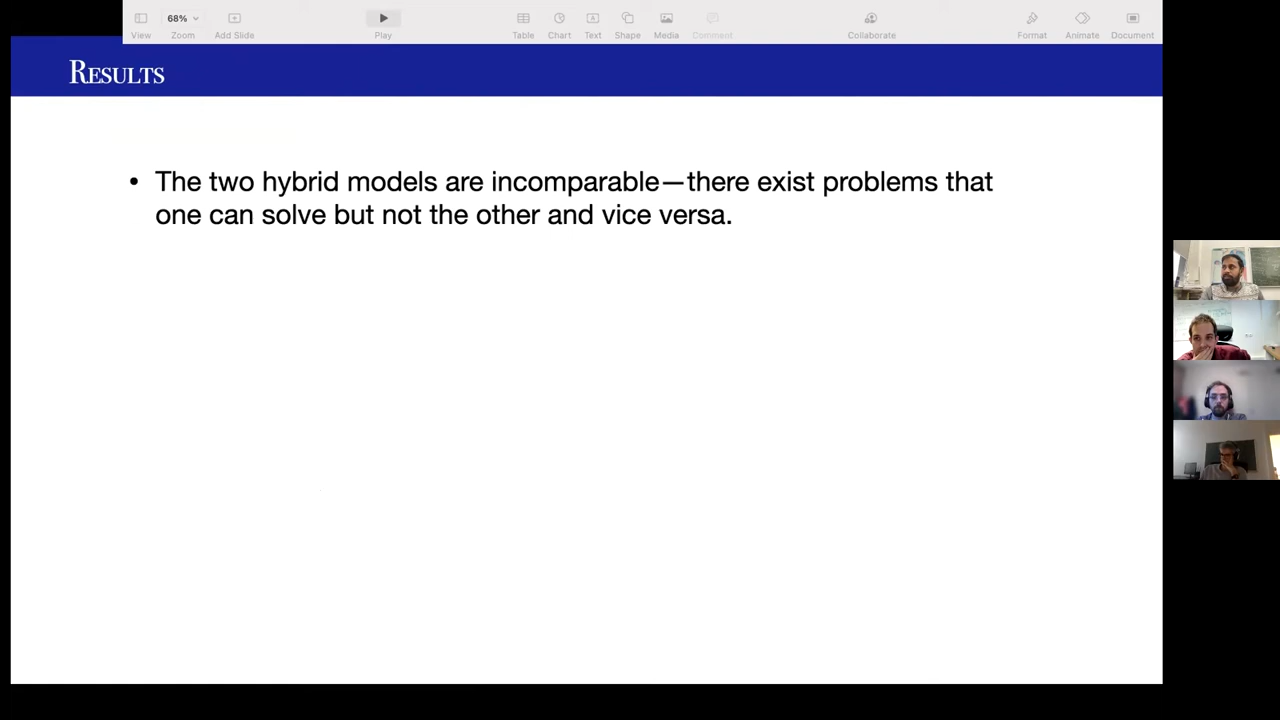 68%
View Zoom Add Slide Play Table Chart Text Shape Media Comment Collaborate Format Animate Document
RESULTS
• The two hybrid models are incomparable—there exist problems that
one can solve but not the other and vice versa.